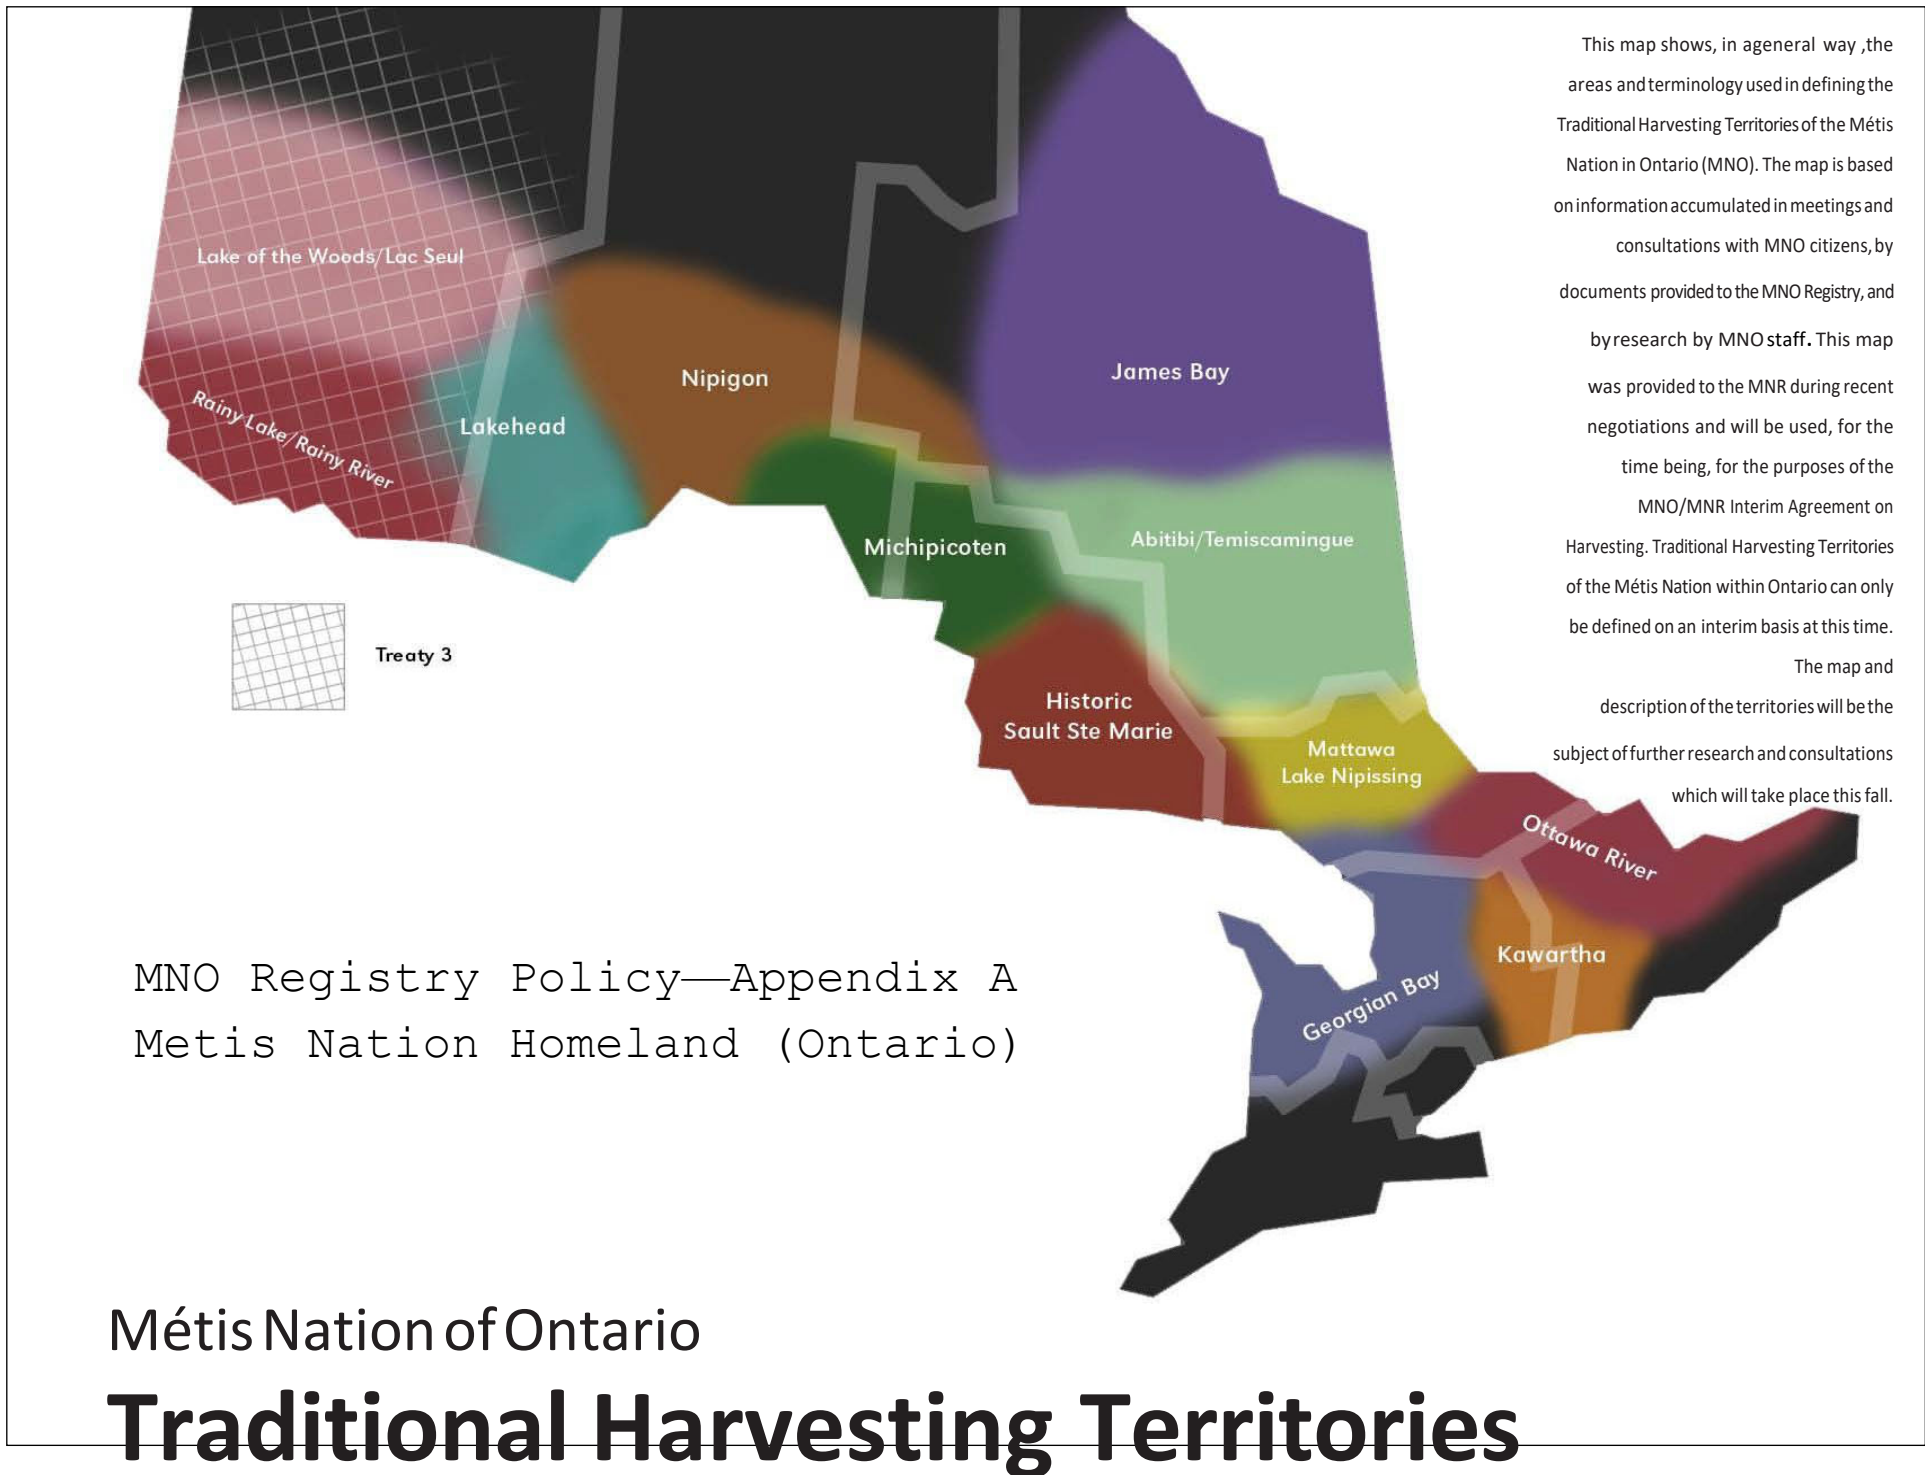 This map shows, in ageneral way ,the
areas and terminology used in defining the
Traditional Harvesting Territories of the Métis
Nation in Ontario (MNO). The map is based
on information accumulated in meetings and
consultations with MNO citizens, by
documents provided to the MNO Registry, and
by research by MNO staff. This map
was provided to the MNR during recent
negotiations and will be used, for the
time being, for the purposes of the
MNO/MNR Interim Agreement on
Harvesting. Traditional Harvesting Territories
of the Métis Nation within Ontario can only
be defined on an interim basis at this time.
The map and
description of the territories will be the
subject of further research and consultations
which will take place this fall.
Lake of the Woods/Lac Seul
Rainy Lake/Rainy River
Lakehead
Nipigon
James Bay
Michipicoten
Abitibi/Temiscamingue
Treaty 3
Historic
Sault Ste Marie
Mattawa
Lake Nipissing
Ottawa River
Kawartha
Georgian Bay
MNO Registry Policy—Appendix A
Metis Nation Homeland (Ontario)
Métis Nation of Ontario
Traditional Harvesting Territories